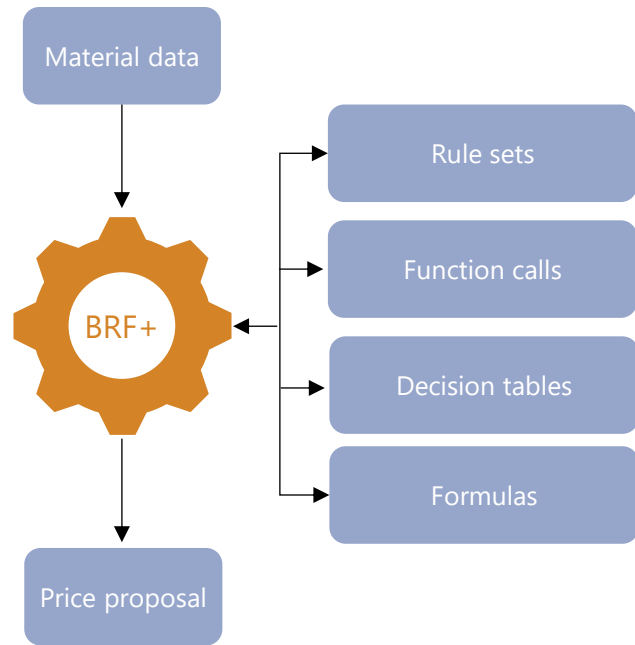 Material data
Rule sets
Function calls
BRF+
Decision tables
Formulas
Price proposal